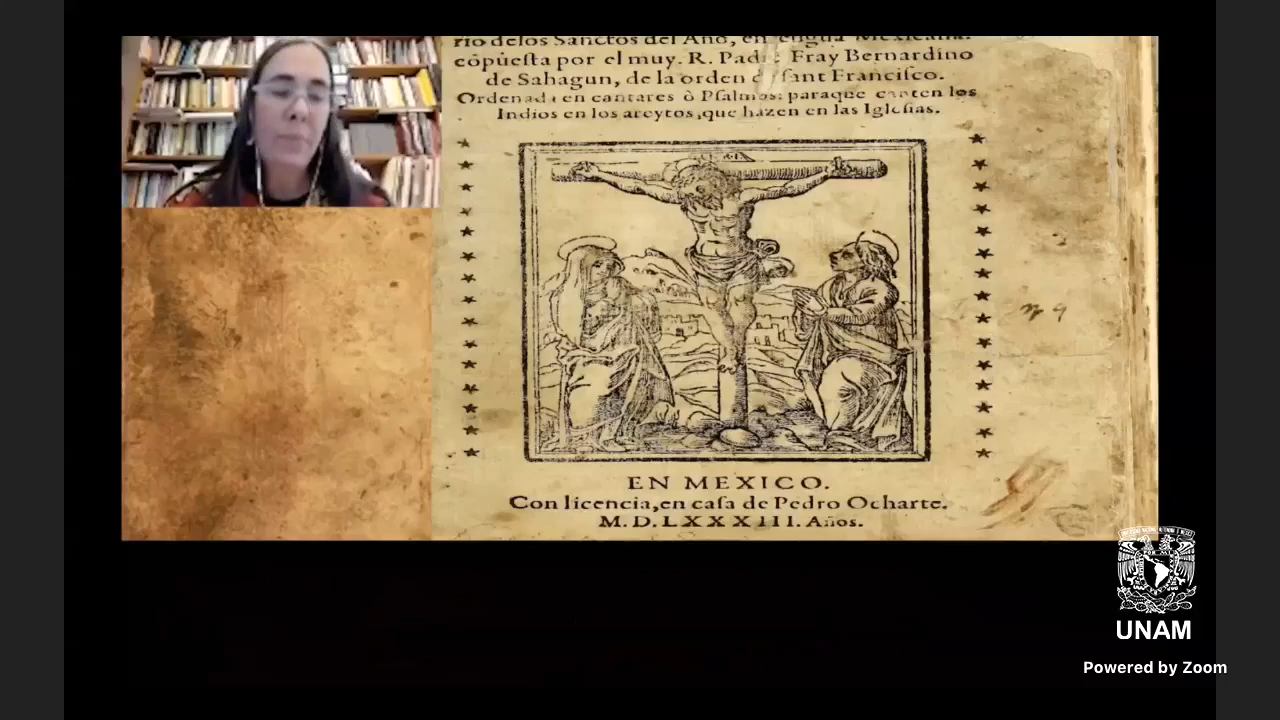 rio delos Sanctos del Año, en lengua Mexicana.
cõpuesta por el muy. R. Padre Fray Bernardino
de Sahagun, de la orden d sant Francisco.
Ordenada en cantares ò Psalmos: paraque canten los
Indios en los areytos, que hazen en las Iglesias.
EN MEXICO.
Con licencia, en casa de Pedro Ocharte.
M.D.LXXXIII. Años.
UNAM
Powered by Zoom